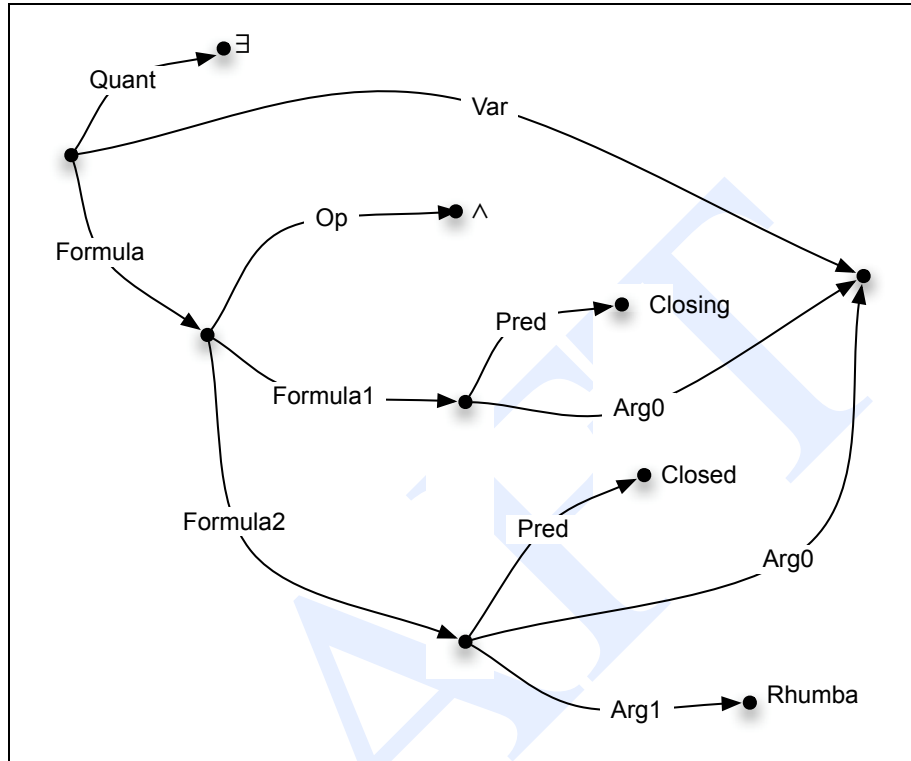 ∃
Quant
Var
Op
∧
Formula
Closing
Pred
Formula1
Arg0
Closed
Formula2
Pred
Arg0
Rhumba
Arg1